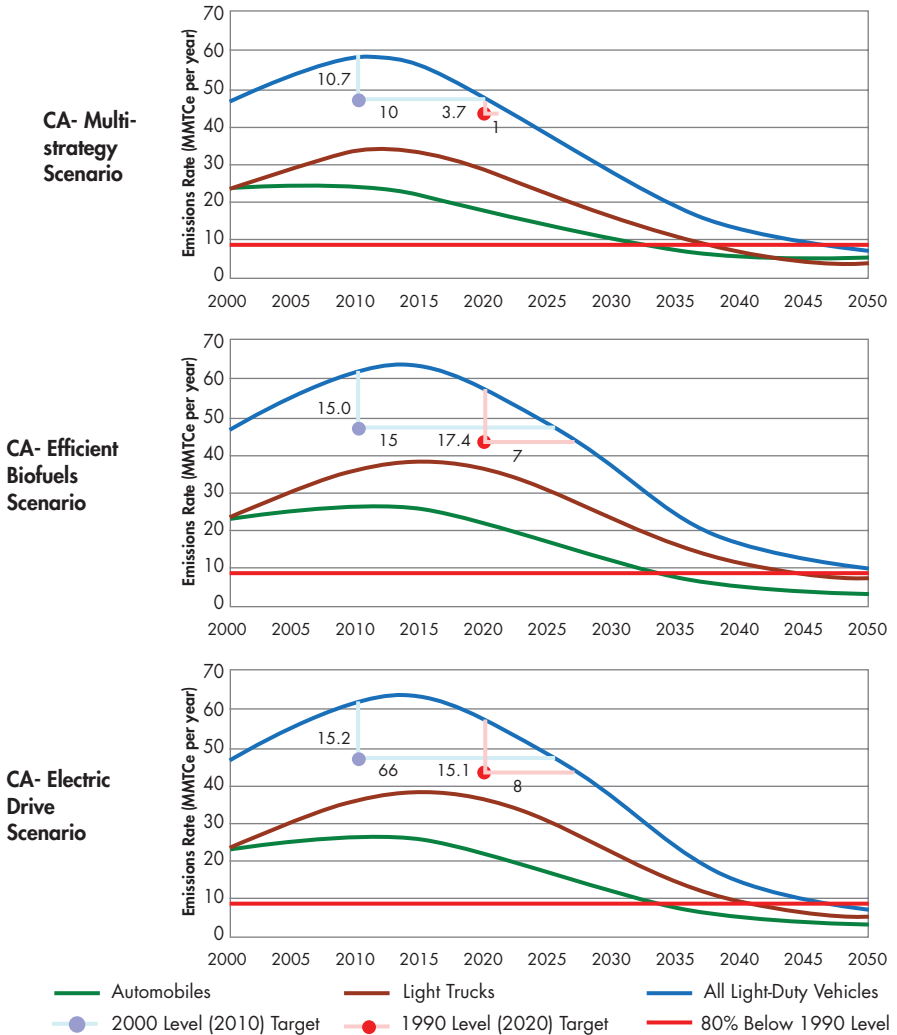 CA- Multi-
strategy
Scenario
Emissions Rate (MMTCe per year)
70
60
50
40
30
20
10
0
10.7
10
3.7
1
2000 2005 2010 2015 2020 2025 2030 2035 2040 2045 2050
CA- Efficient
Biofuels
Scenario
Emissions Rate (MMTCe per year)
70
60
50
40
30
20
10
0
15.0
15
17.4
7
2000 2005 2010 2015 2020 2025 2030 2035 2040 2045 2050
CA- Electric
Drive
Scenario
Emissions Rate (MMTCe per year)
70
60
50
40
30
20
10
0
15.2
66
15.1
8
2000 2005 2010 2015 2020 2025 2030 2035 2040 2045 2050
Automobiles Light Trucks All Light-Duty Vehicles
2000 Level (2010) Target 1990 Level (2020) Target 80% Below 1990 Level